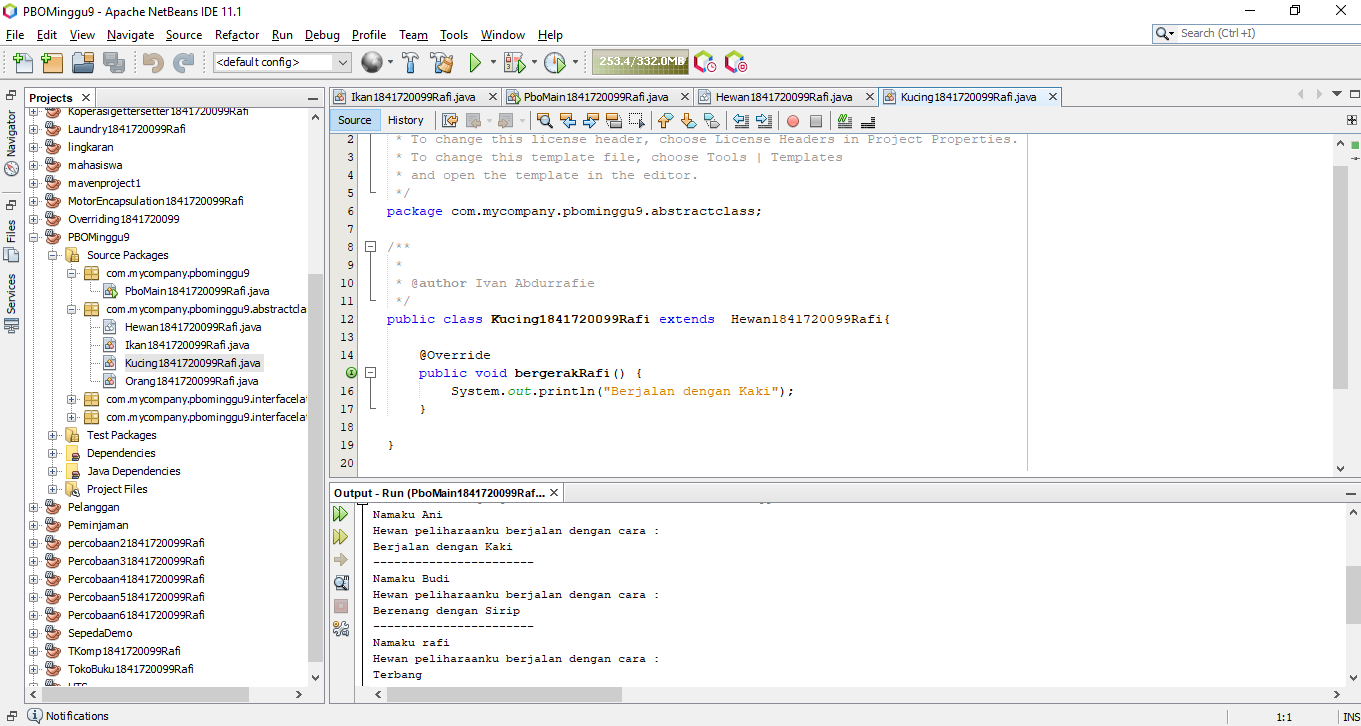 PBOMinggu9 - Apache NetBeans IDE 11.1
File Edit View Navigate Source Refactor Run Debug Profile Team Tools Window Help
Search (Ctrl+I)
<default config>
253.4/332.0MB
Projects
Navigator
Files
Services
Koperasigettersetter1841720099Rafi
Laundry1841720099Rafi
lingkaran
mahasiswa
mavenproject1
MotorEncapsulation1841720099Rafi
Overriding1841720099
PBOMinggu9
Source Packages
com.mycompany.pbominggu9
PboMain1841720099Rafi.java
com.mycompany.pbominggu9.abstractcla
Hewan1841720099Rafi.java
Ikan1841720099Rafi.java
Kucing1841720099Rafi.java
Orang1841720099Rafi.java
com.mycompany.pbominggu9.interfacelat
com.mycompany.pbominggu9.interfacelat
Test Packages
Dependencies
Java Dependencies
Project Files
Pelanggan
Peminjaman
percobaan21841720099Rafi
Percobaan31841720099Rafi
Percobaan41841720099Rafi
Percobaan51841720099Rafi
Percobaan61841720099Rafi
SepedaDemo
TKomp1841720099Rafi
TokoBuku1841720099Rafi
UTS
Ikan1841720099Rafi.java PboMain1841720099Rafi.java Hewan1841720099Rafi.java Kucing1841720099Rafi.java
Source History
2 * To change this license header, choose License Headers in Project Properties.
3 * To change this template file, choose Tools | Templates
4 * and open the template in the editor.
5 */
6 package com.mycompany.pbominggu9.abstractclass;
7
8 /**
9 *
10 * @author Ivan Abdurrafie
11 */
12 public class Kucing1841720099Rafi extends  Hewan1841720099Rafi{
13
14 @Override
public void bergerakRafi() {
16 System.out.println("Berjalan dengan Kaki");
17 }
18
19 }
20
Output - Run (PboMain1841720099Raf...
Namaku Ani
Hewan peliharaanku berjalan dengan cara :
Berjalan dengan Kaki
-----------------------
Namaku Budi
Hewan peliharaanku berjalan dengan cara :
Berenang dengan Sirip
-----------------------
Namaku rafi
Hewan peliharaanku berjalan dengan cara :
Terbang
Notifications
1:1 INS